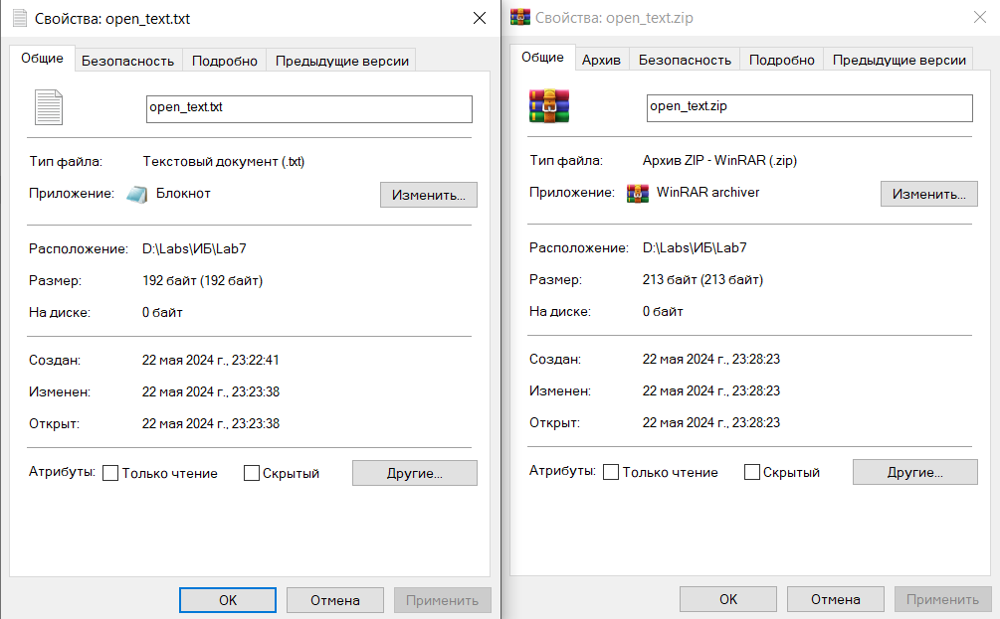 Свойства: open_text.txt
Общие Безопасность Подробно Предыдущие версии
open_text.txt
Тип файла: Текстовый документ (.txt)
Приложение: Блокнот Изменить...
Расположение: D:\Labs\ИБ\Lab7
Размер: 192 байт (192 байт)
На диске: 0 байт
Создан: 22 мая 2024 г., 23:22:41
Изменен: 22 мая 2024 г., 23:23:38
Открыт: 22 мая 2024 г., 23:23:38
Атрибуты: Только чтение Скрытый Другие...
ОК Отмена Применить
Свойства: open_text.zip
Общие Архив Безопасность Подробно Предыдущие версии
open_text.zip
Тип файла: Архив ZIP - WinRAR (.zip)
Приложение: WinRAR archiver Изменить...
Расположение: D:\Labs\ИБ\Lab7
Размер: 213 байт (213 байт)
На диске: 0 байт
Создан: 22 мая 2024 г., 23:28:23
Изменен: 22 мая 2024 г., 23:28:23
Открыт: 22 мая 2024 г., 23:28:23
Атрибуты: Только чтение Скрытый Другие...
ОК Отмена Применить